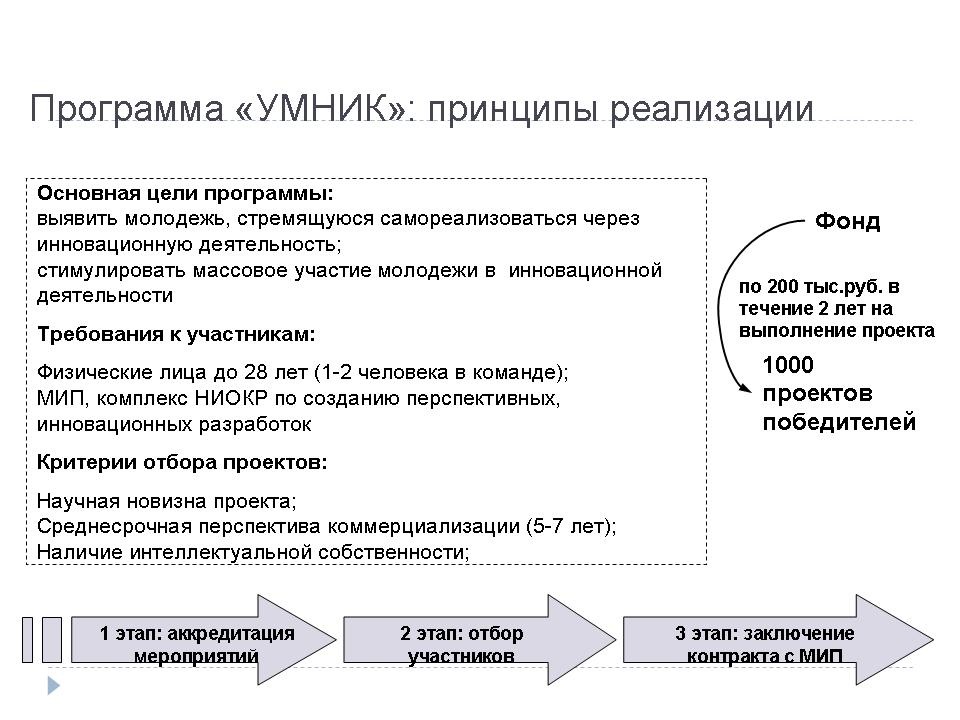 Программа «УМНИК»: принципы реализации
Основная цели программы:
выявить молодежь, стремящуюся самореализоваться через
инновационную деятельность;
стимулировать массовое участие молодежи в инновационной
деятельности
Требования к участникам:
Физические лица до 28 лет (1-2 человека в команде);
МИП, комплекс НИОКР по созданию перспективных,
инновационных разработок
Критерии отбора проектов:
Научная новизна проекта;
Среднесрочная перспектива коммерциализации (5-7 лет);
Наличие интеллектуальной собственности;
Фонд
по 200 тыс.руб. в
течение 2 лет на
выполнение проекта
1000
проектов
победителей
1 этап: аккредитация
мероприятий
2 этап: отбор
участников
3 этап: заключение
контракта с МИП